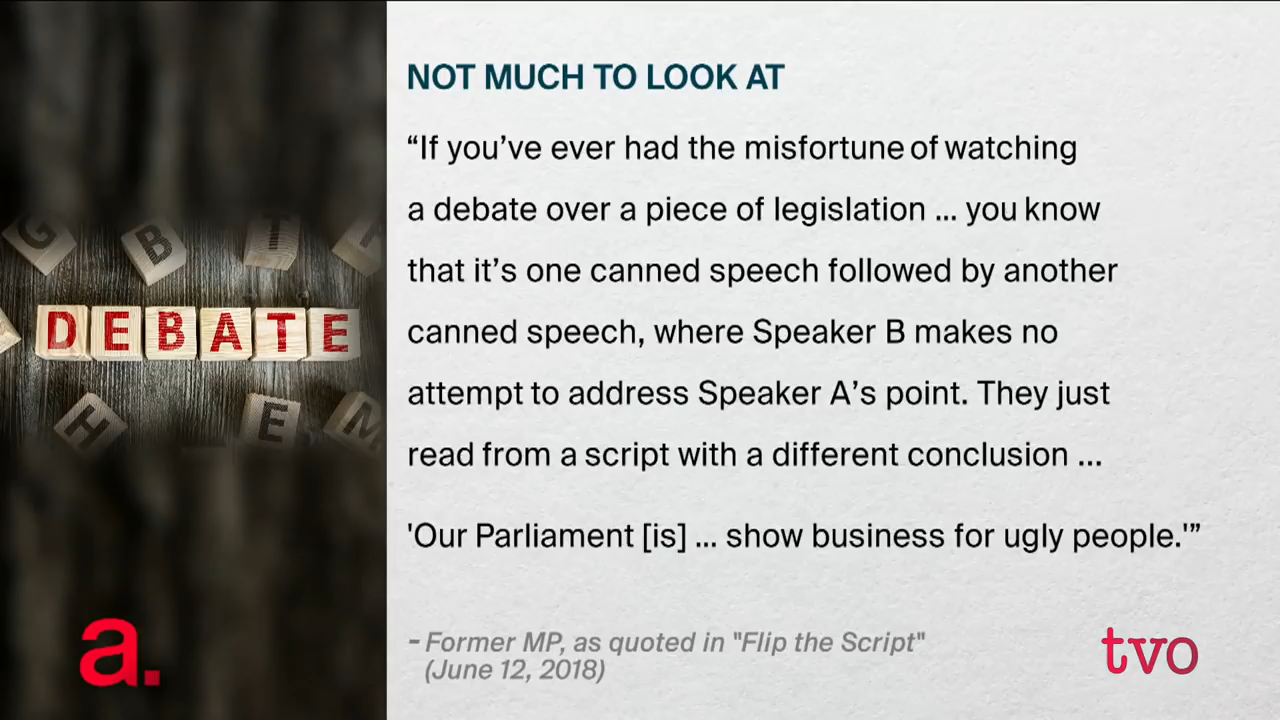 NOT MUCH TO LOOK AT
“If you’ve ever had the misfortune of watching
a debate over a piece of legislation ... you know
that it’s one canned speech followed by another
canned speech, where Speaker B makes no
attempt to address Speaker A’s point. They just
read from a script with a different conclusion ...
'Our Parliament [is] ... show business for ugly people.'”
- Former MP, as quoted in "Flip the Script"
(June 12, 2018)
G B T
DEBATE
H E M
a.
tvo